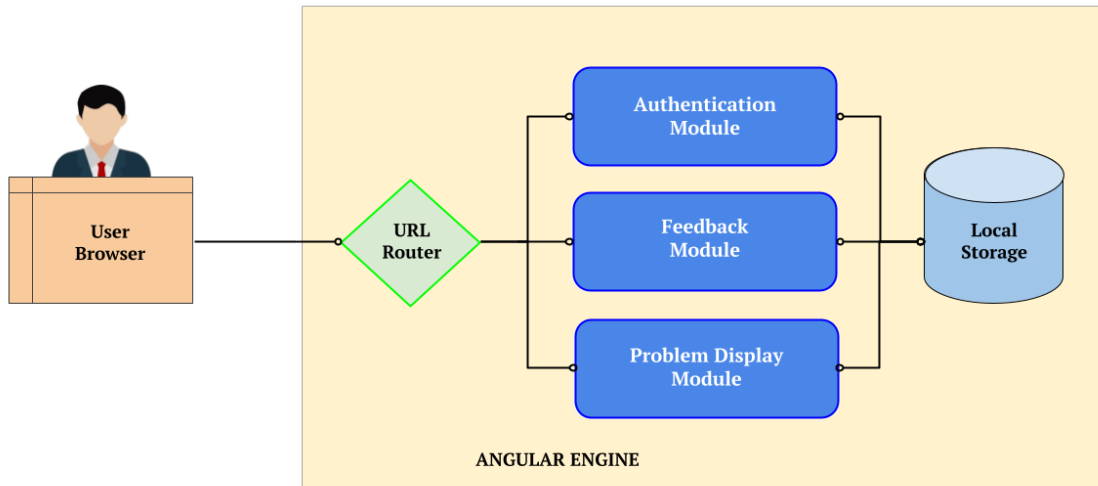 User
Browser
URL
Router
Authentication
Module
Feedback
Module
Problem Display
Module
Local
Storage
ANGULAR ENGINE